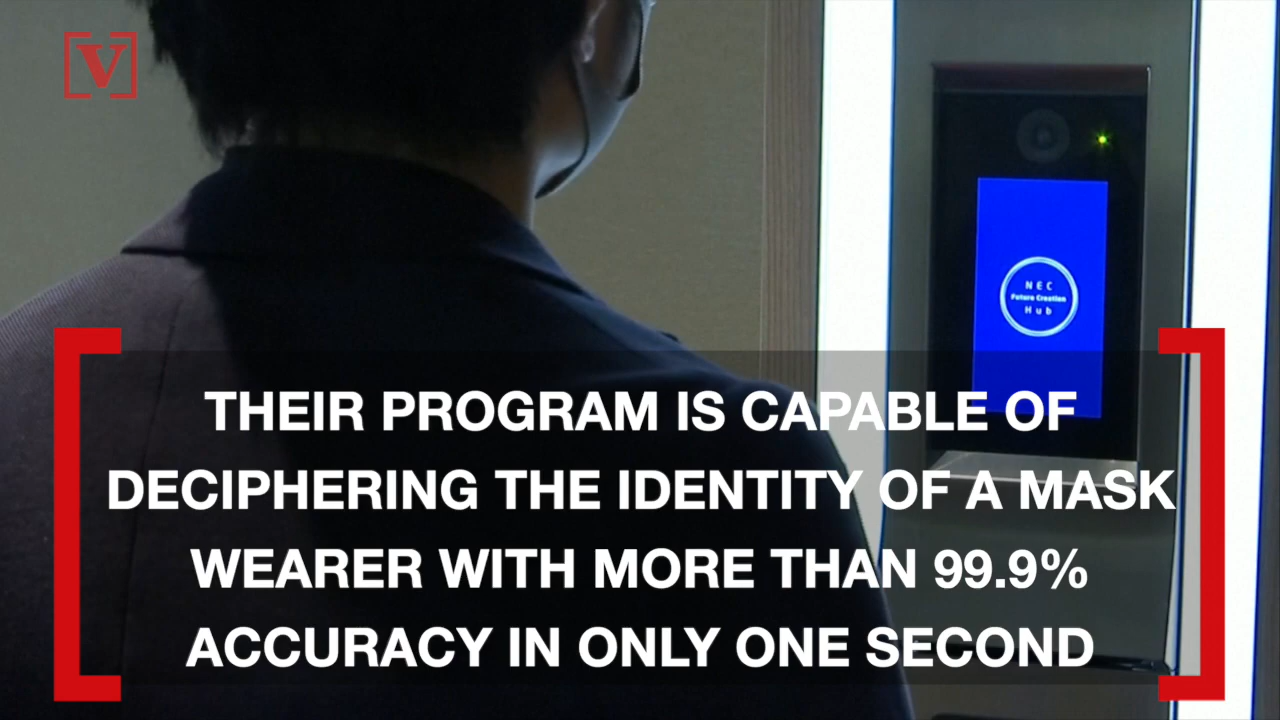 V
NEC
Future Creation
Hub
THEIR PROGRAM IS CAPABLE OF
DECIPHERING THE IDENTITY OF A MASK
WEARER WITH MORE THAN 99.9%
ACCURACY IN ONLY ONE SECOND